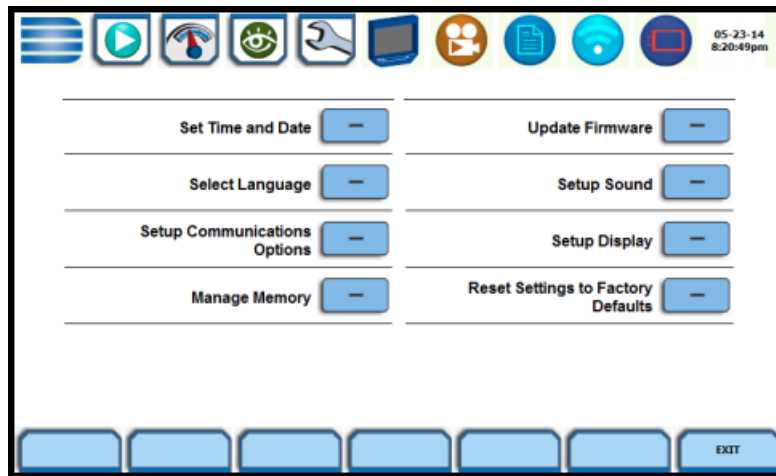 05-23-14
8:20:49pm
Set Time and Date
Update Firmware
Select Language
Setup Sound
Setup Communications
Options
Setup Display
Manage Memory
Reset Settings to Factory
Defaults
EXIT